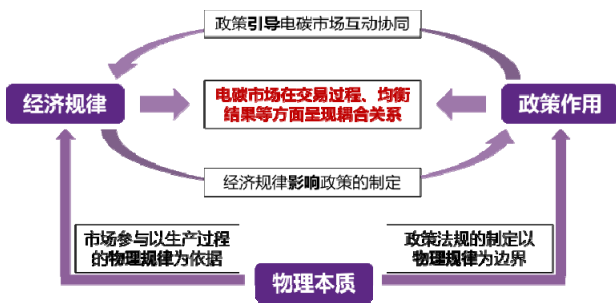 政策引导电碳市场互动协同
经济规律
电碳市场在交易过程、均衡
结果等方面呈现耦合关系
政策作用
经济规律影响政策的制定
市场参与以生产过程
的物理规律为依据
政策法规的制定以
物理规律为边界
物理本质